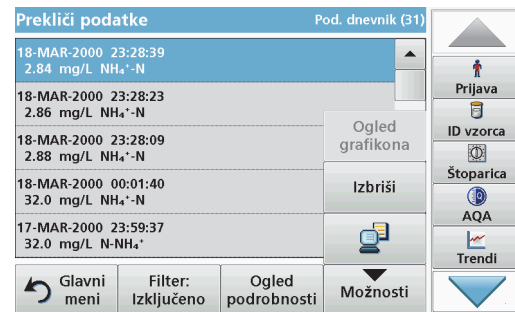 Prekliči podatke
Pod. dnevnik (31)
18-MAR-2000 23:28:39
2.84 mg/L NH₄⁺-N
18-MAR-2000 23:28:23
2.86 mg/L NH₄⁺-N
18-MAR-2000 23:28:09
2.88 mg/L NH₄⁺-N
18-MAR-2000 00:01:40
32.0 mg/L NH₄⁺-N
17-MAR-2000 23:59:37
32.0 mg/L N-NH₄⁺
Ogled
grafikona
Izbriši
Glavni
meni
Filter:
Izključeno
Ogled
podrobnosti
Možnosti
Prijava
ID vzorca
Štoparica
AQA
Trendi